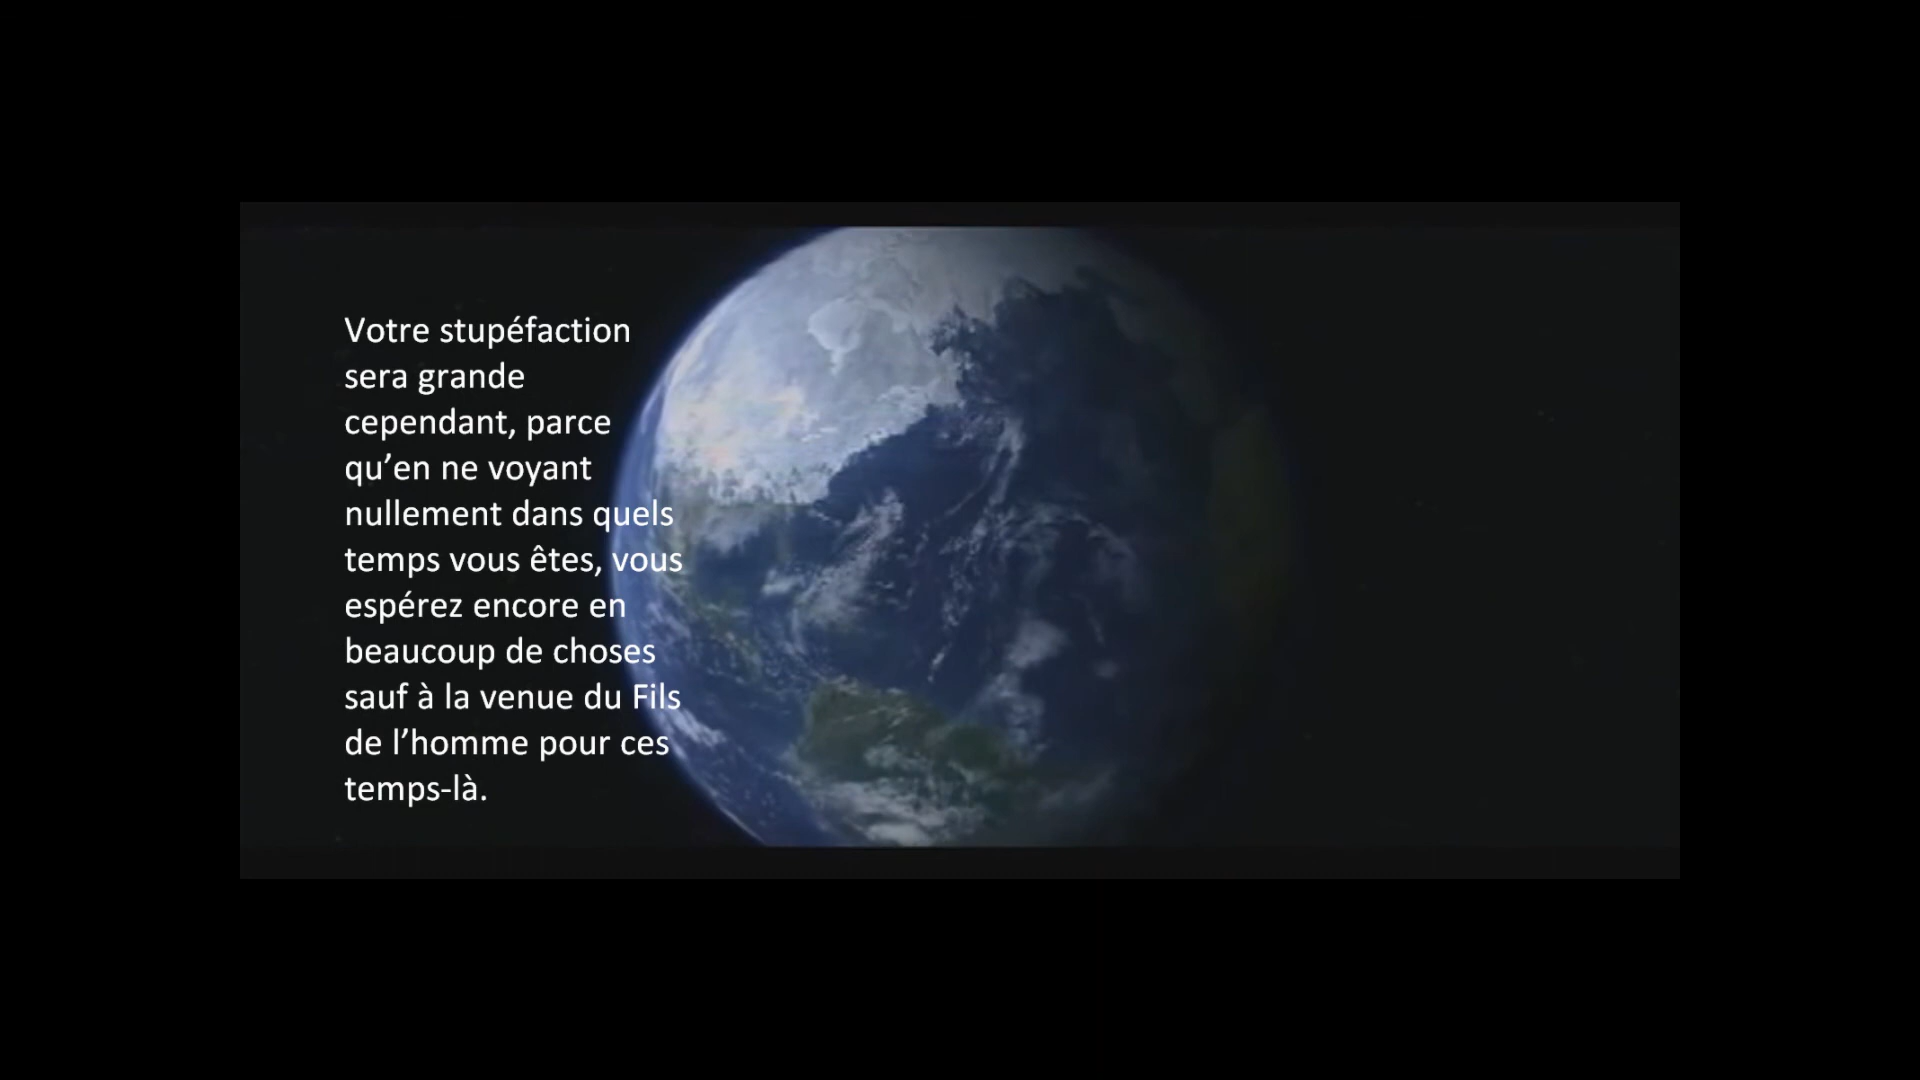 Votre stupéfaction
sera grande
cependant, parce
qu’en ne voyant
nullement dans quels
temps vous êtes, vous
espérez encore en
beaucoup de choses
sauf à la venue du Fils
de l’homme pour ces
temps-là.